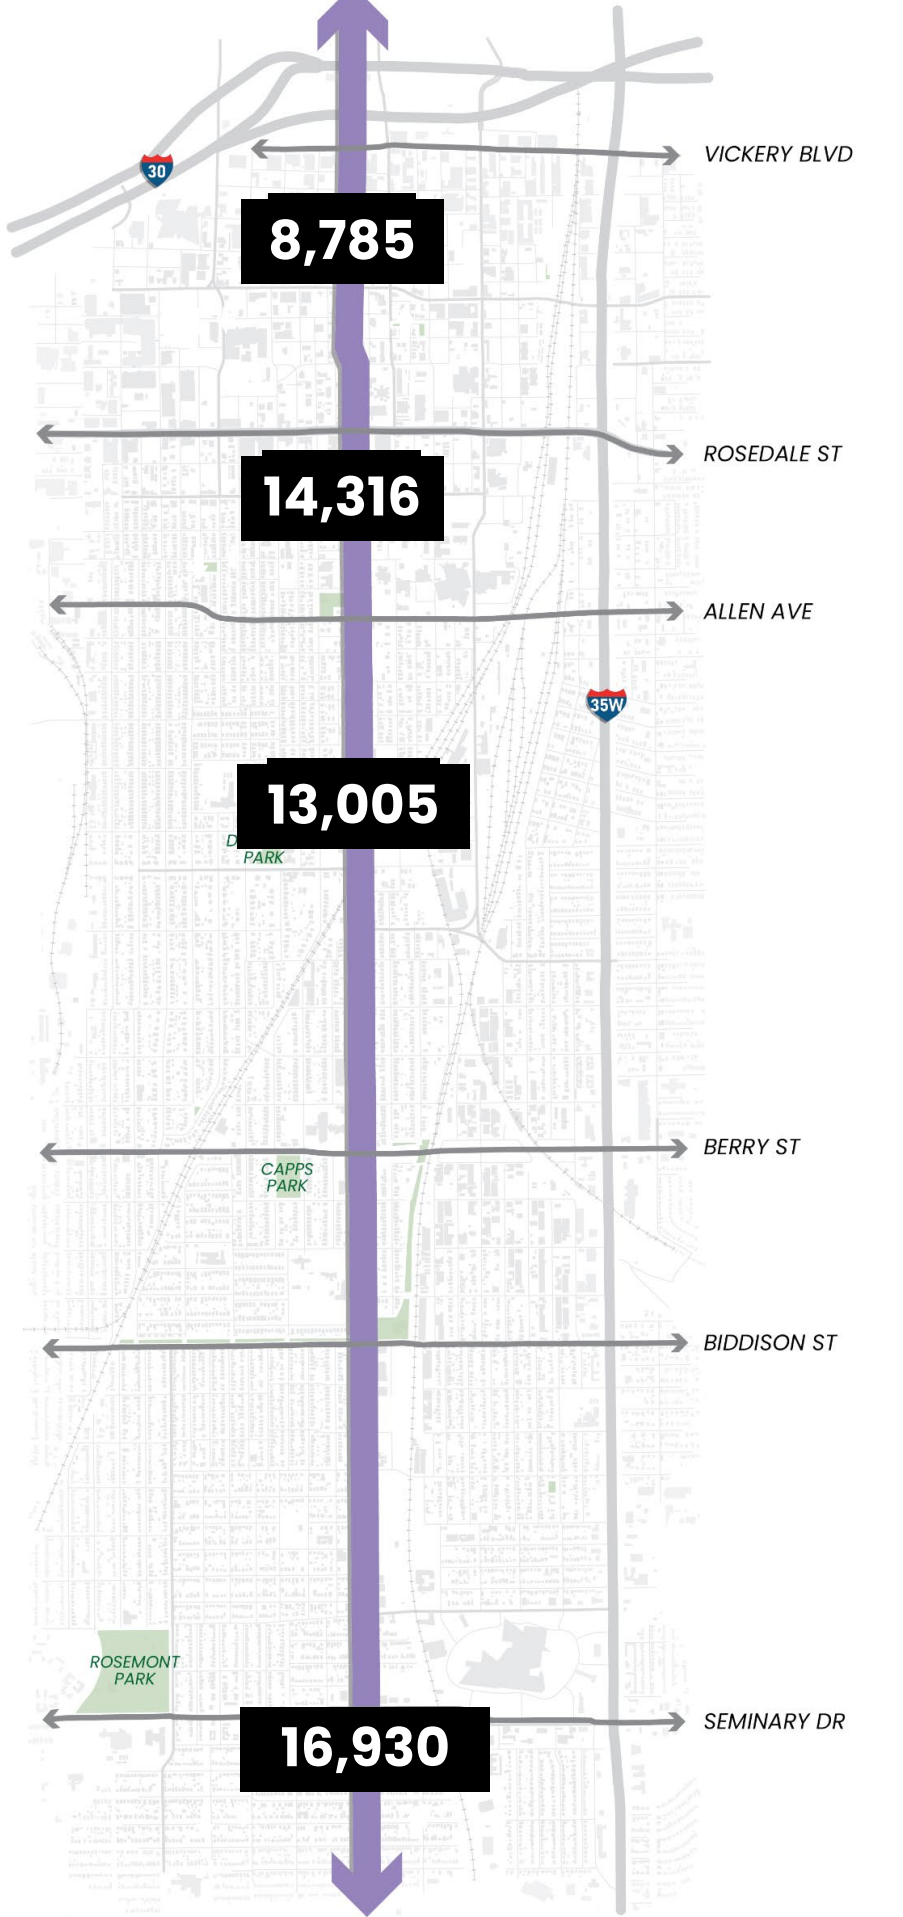 VICKERY BLVD
30
8,785
ROSEDALE ST
14,316
ALLEN AVE
35W
13,005
PARK
BERRY ST
CAPPS
PARK
BIDDISON ST
ROSEMONT
PARK
SEMINARY DR
16,930